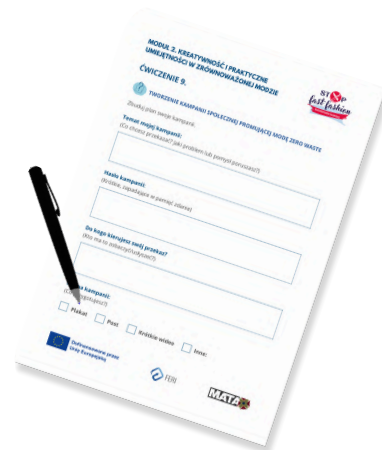 MODUŁ 2. KREATYWNOŚĆ I PRAKTYCZNE
UMIEJĘTNOŚCI W ZRÓWNOWAŻONEJ MODZIE
STOP
fast fashion
ĆWICZENIE 9.
TWORZENIE KAMPANII SPOŁECZNEJ PROMUJĄCEJ MODĘ ZERO WASTE
Zbuduj plan swojej kampanii.
Temat mojej kampanii:
(Co chcesz przekazać? Jaki problem lub pomysł poruszasz?)
Hasło kampanii:
(Krótkie, zapadające w pamięć zdanie)
Do kogo kierujesz swój przekaz?
(Kto ma to zobaczyć/usłyszeć?)
kampanii:
Plakat
Post
Krótkie wideo
Inne:
Dofinansowane przez
Unię Europejską
FERI
MATA